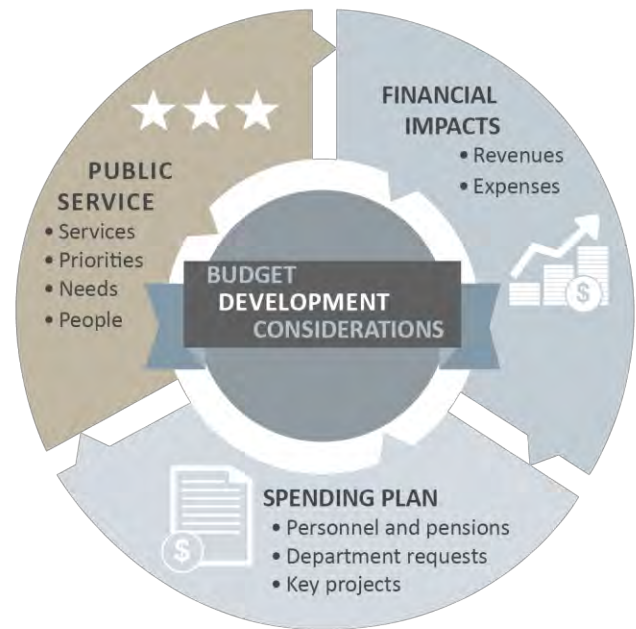 PUBLIC
SERVICE
• Services
• Priorities
• Needs
• People
FINANCIAL
IMPACTS
• Revenues
• Expenses
$
BUDGET
DEVELOPMENT
CONSIDERATIONS
SPENDING PLAN
• Personnel and pensions
• Department requests
• Key projects
$